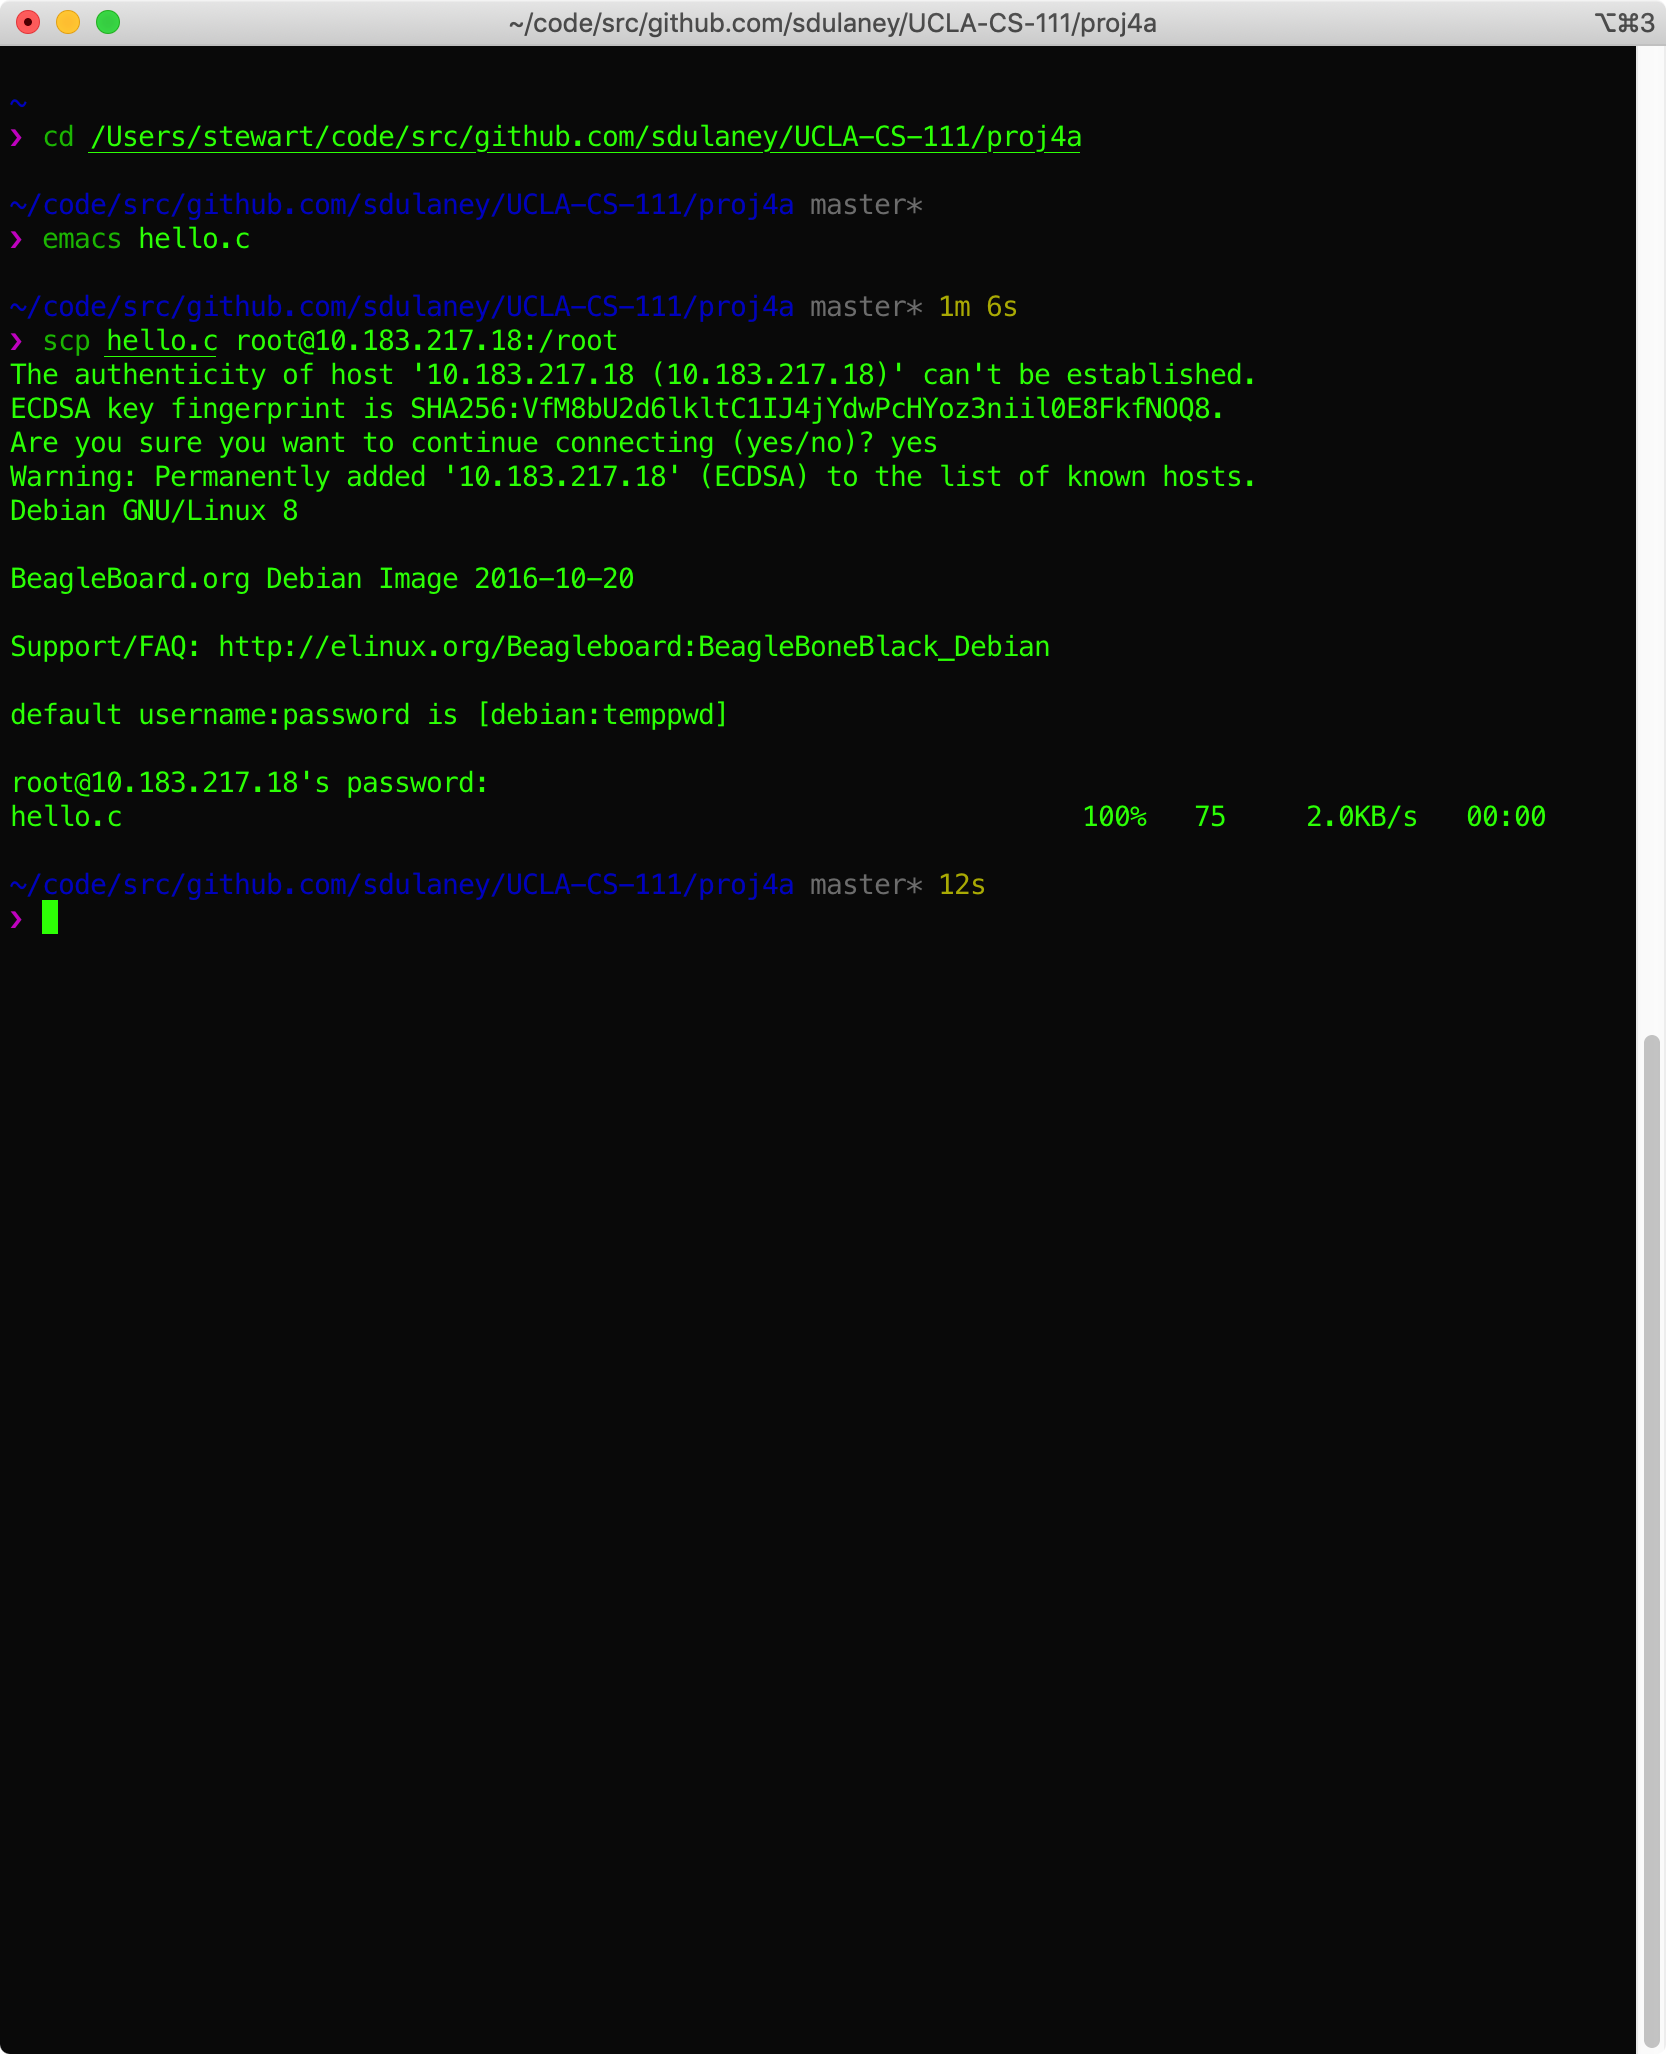 ~/code/src/github.com/sdulaney/UCLA-CS-111/proj4a ⌥⌘3
~
❯ cd /Users/stewart/code/src/github.com/sdulaney/UCLA-CS-111/proj4a
~/code/src/github.com/sdulaney/UCLA-CS-111/proj4a master*
❯ emacs hello.c
~/code/src/github.com/sdulaney/UCLA-CS-111/proj4a master* 1m 6s
❯ scp hello.c root@10.183.217.18:/root
The authenticity of host '10.183.217.18 (10.183.217.18)' can't be established.
ECDSA key fingerprint is SHA256:VfM8bU2d6lkltC1IJ4jYdwPcHYoz3niil0E8FkfNOQ8.
Are you sure you want to continue connecting (yes/no)? yes
Warning: Permanently added '10.183.217.18' (ECDSA) to the list of known hosts.
Debian GNU/Linux 8
BeagleBoard.org Debian Image 2016-10-20
Support/FAQ: http://elinux.org/Beagleboard:BeagleBoneBlack_Debian
default username:password is [debian:temppwd]
root@10.183.217.18's password:
hello.c 100% 75 2.0KB/s 00:00
~/code/src/github.com/sdulaney/UCLA-CS-111/proj4a master* 12s
❯